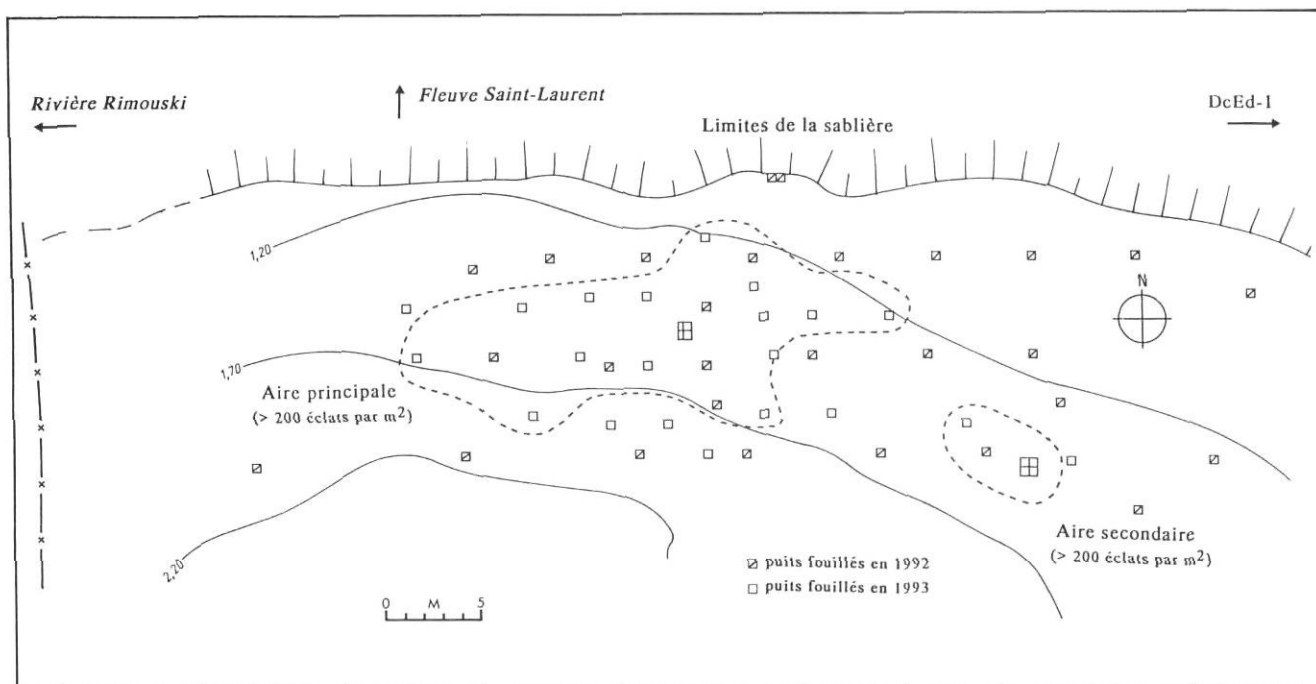 Rivière Rimouski
Fleuve Saint-Laurent
DcEd-1
Limites de la sablière
1,20
N
1,70
Aire principale
(> 200 éclats par m²)
2,20
Aire secondaire
(> 200 éclats par m²)
puits fouillés en 1992
puits fouillés en 1993
0 M 5